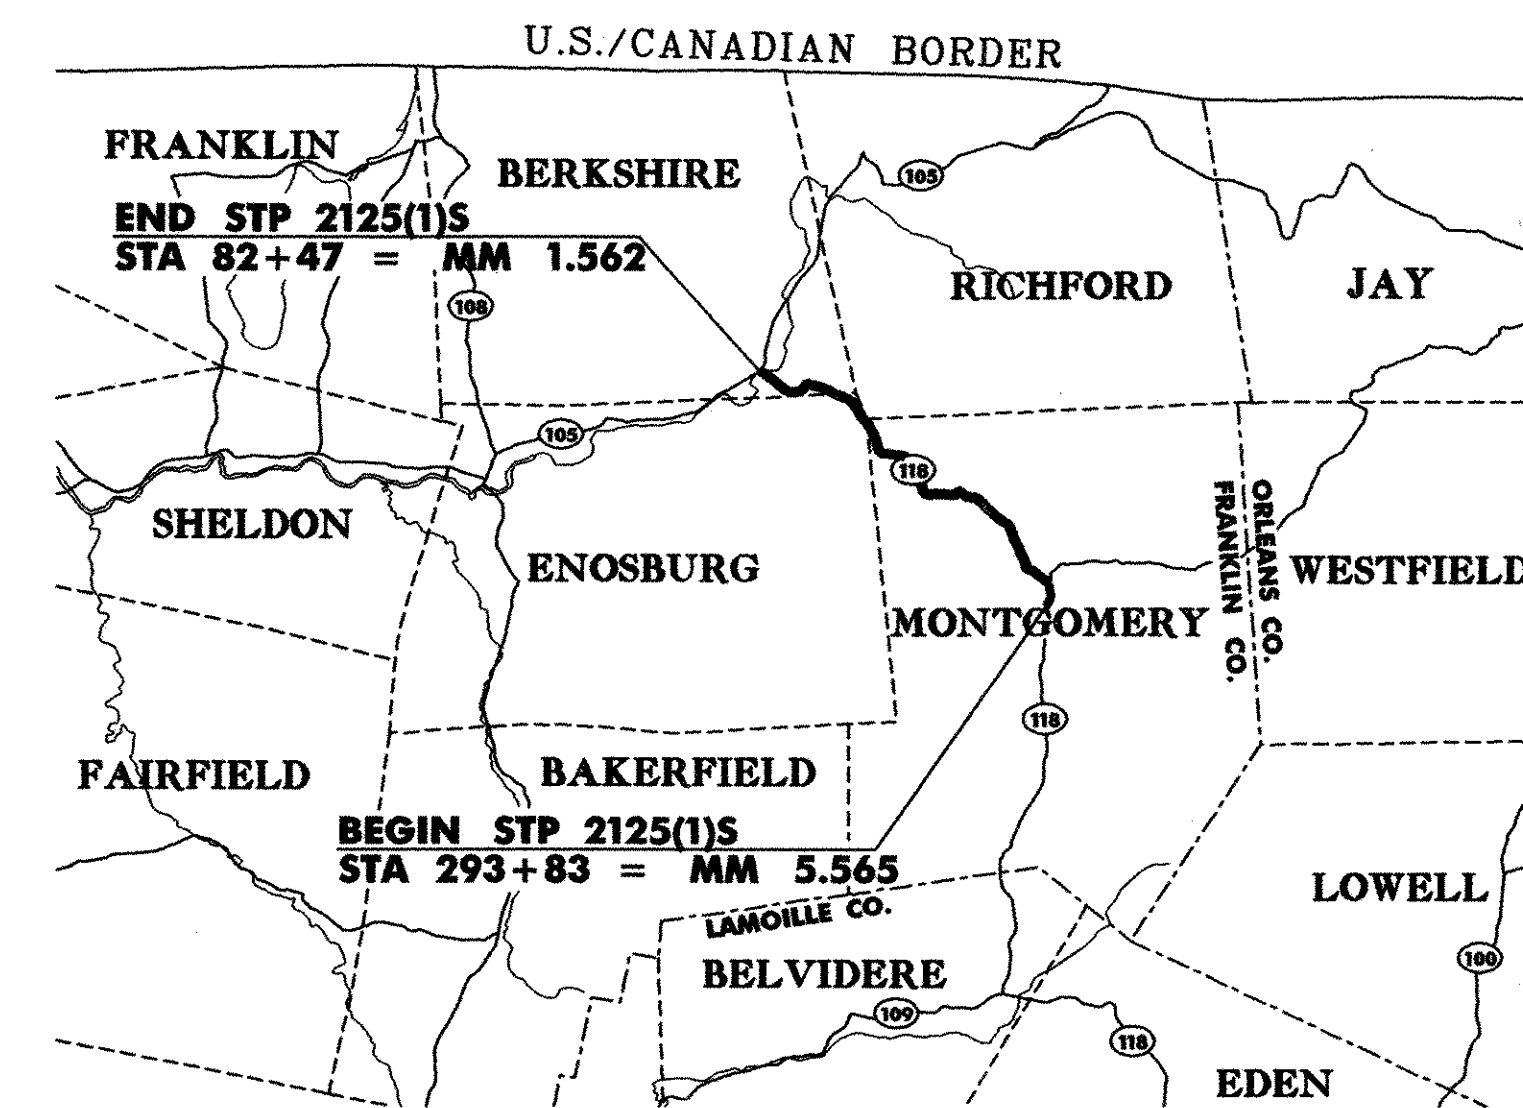 U.S./CANADIAN BORDER
FRANKLIN
BERKSHIRE
105
END STP 2125(1)S
STA 82+47 = MM 1.562
108
RICHFORD
JAY
105
118
SHELDON
ENOSBURG
ORLEANS CO.
FRANKLIN CO.
WESTFIELD
MONTGOMERY
118
FAIRFIELD
BAKERFIELD
BEGIN STP 2125(1)S
STA 293+83 = MM 5.565
LOWELL
LAMOILLE CO.
BELVIDERE
100
109
118
EDEN